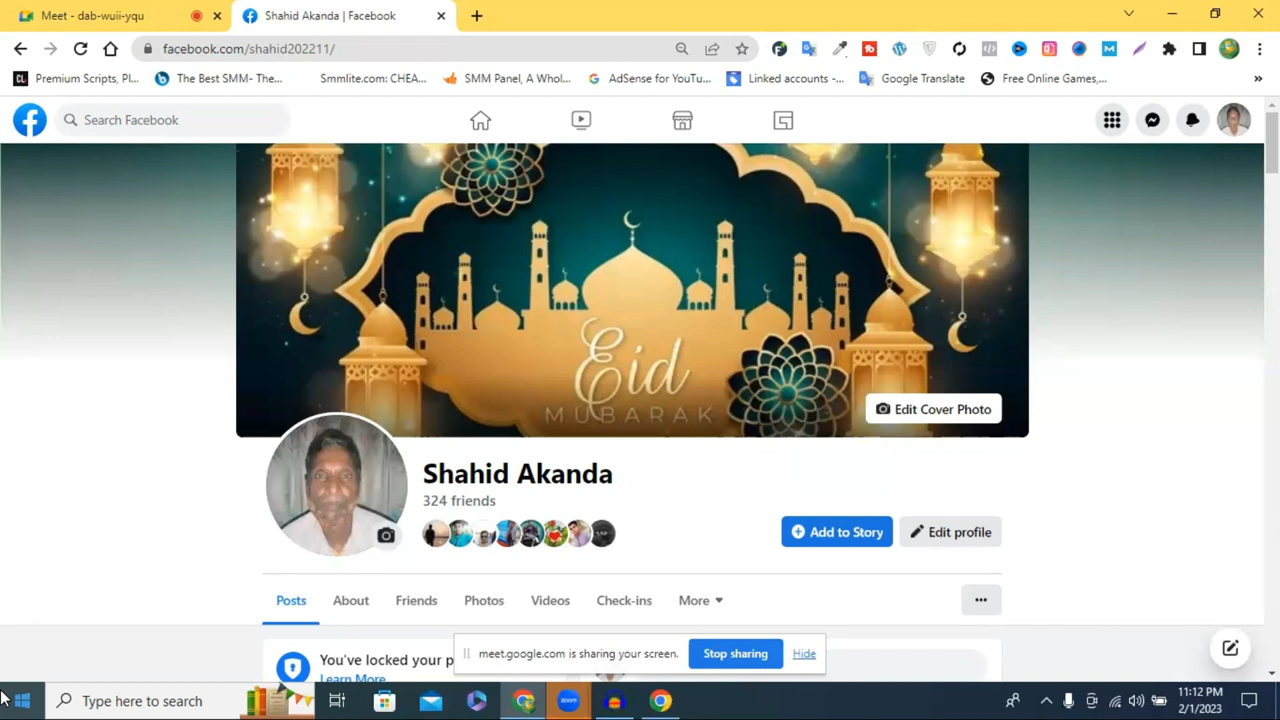 Meet - dab-wuii-yqu
Shahid Akanda | Facebook
facebook.com/shahid202211/
Premium Scripts, Pl...
The Best SMM- The...
Smmlite.com: CHEA...
SMM Panel, A Whol...
AdSense for YouTu...
Linked accounts -...
Google Translate
Free Online Games,...
Search Facebook
Eid
MUBARAK
Edit Cover Photo
Shahid Akanda
324 friends
Add to Story
Edit profile
Posts
About
Friends
Photos
Videos
Check-ins
More
You've locked your p
Learn More
meet.google.com is sharing your screen.
Stop sharing
Hide
Type here to search
zoom
11:12 PM
2/1/2023